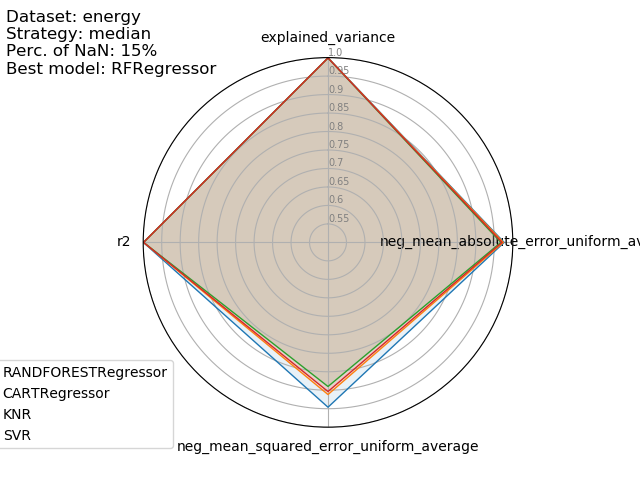 Dataset: energy
Strategy: median
Perc. of NaN: 15%
Best model: RFRegressor
explained_variance
1.0
0.95
0.9
0.85
0.8
0.75
0.7
0.65
0.6
0.55
r2
neg_mean_absolute_error_uniform_av
RANDFORESTRegressor
CARTRegressor
KNR
SVR
neg_mean_squared_error_uniform_average